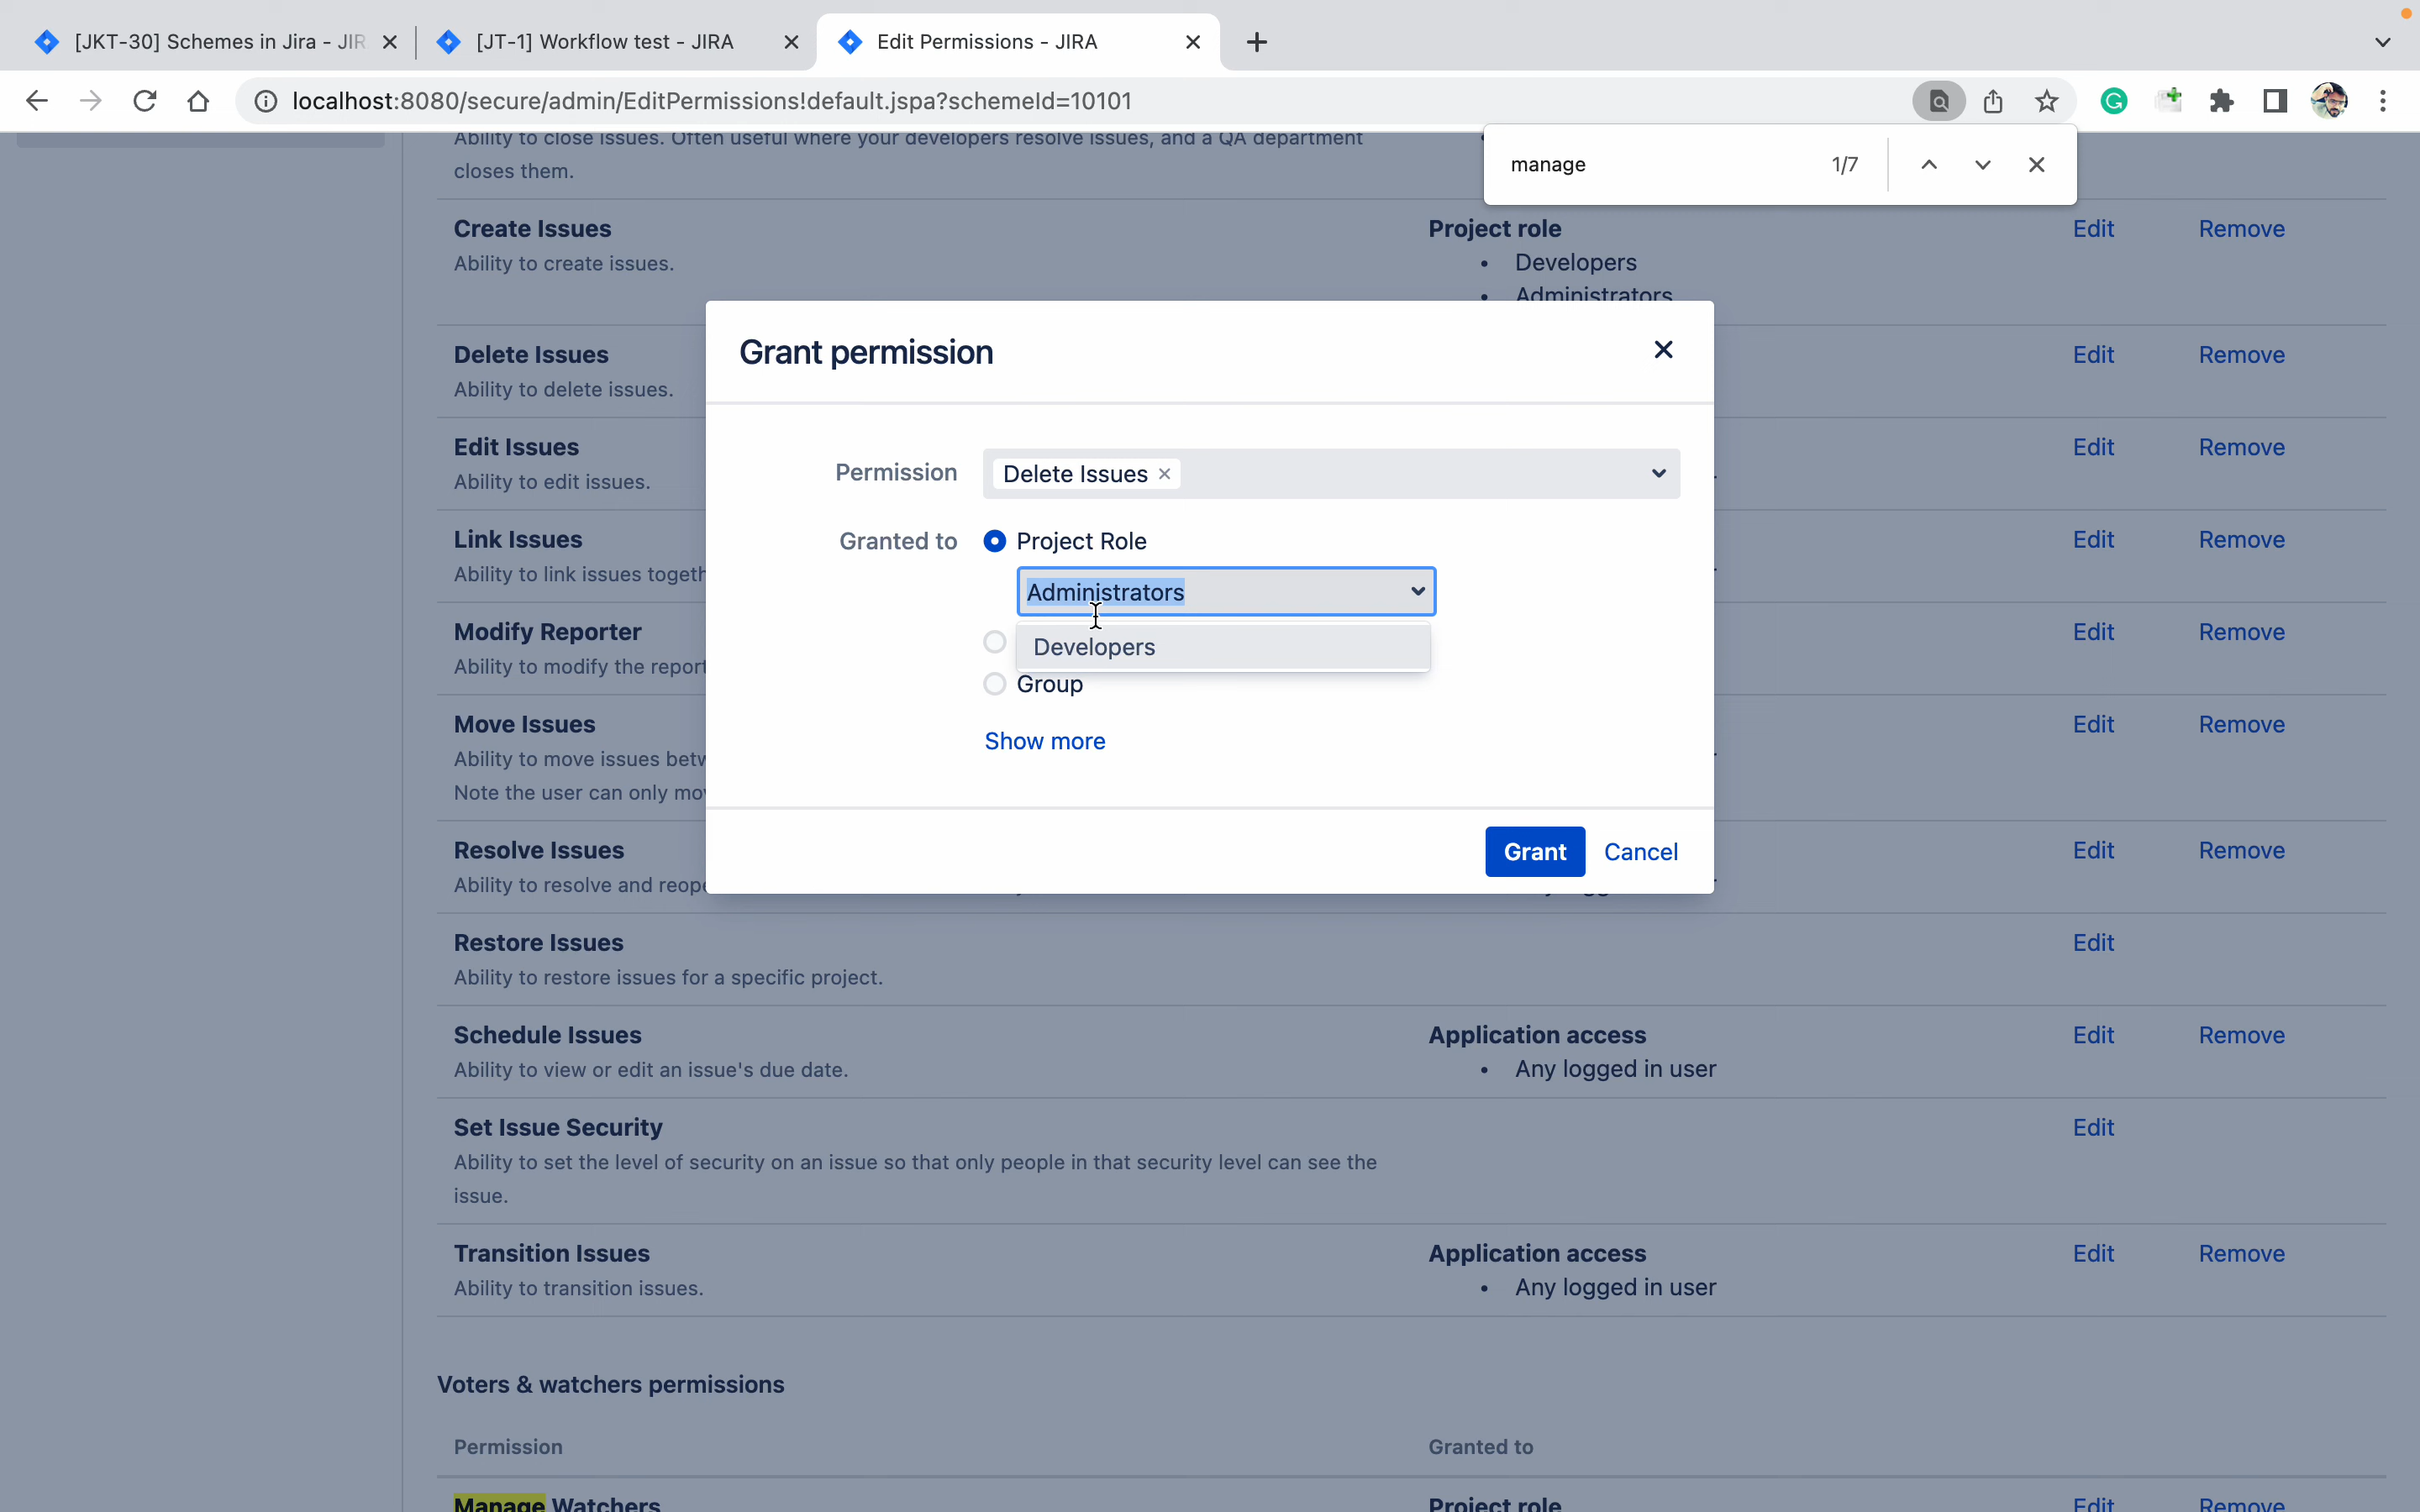 [JKT-30] Schemes in Jira - JIR
[JT-1] Workflow test - JIRA
Edit Permissions - JIRA
localhost:8080/secure/admin/EditPermissions!default.jspa?schemeId=10101
manage 1/7
Ability to close issues. Often useful where your developers resolve issues, and a QA department
closes them.
Create Issues
Ability to create issues.
Project role
• Developers
• Administrators
Edit Remove
Delete Issues
Ability to delete issues.
Edit Remove
Edit Issues
Ability to edit issues.
Edit Remove
Link Issues
Ability to link issues togeth
Edit Remove
Modify Reporter
Ability to modify the report
Edit Remove
Move Issues
Ability to move issues betw
Note the user can only mo
Edit Remove
Resolve Issues
Ability to resolve and reope
Edit Remove
Grant permission
Permission Delete Issues
Granted to Project Role
Administrators
Developers
Group
Show more
Grant Cancel
Restore Issues
Ability to restore issues for a specific project.
Edit
Schedule Issues
Ability to view or edit an issue's due date.
Application access
• Any logged in user
Edit Remove
Set Issue Security
Ability to set the level of security on an issue so that only people in that security level can see the
issue.
Edit
Transition Issues
Ability to transition issues.
Application access
• Any logged in user
Edit Remove
Voters & watchers permissions
Permission Granted to
Manage Watchers Project role Edit Remove